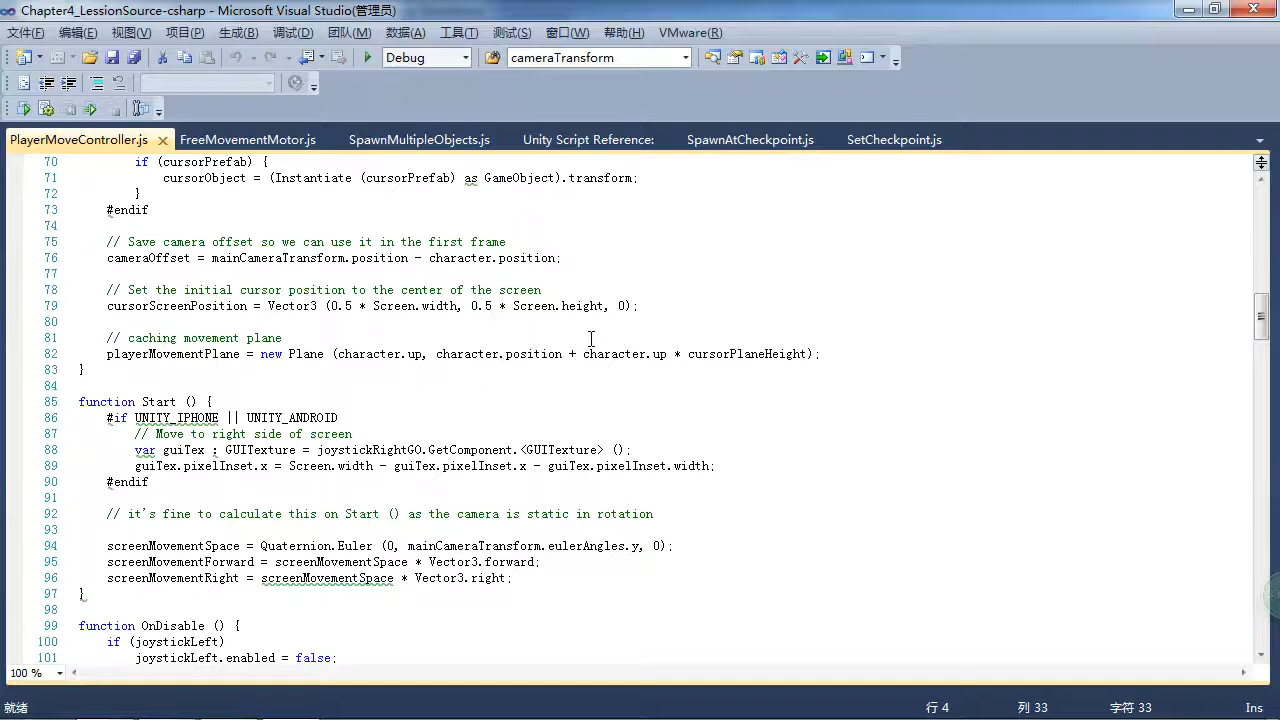 Chapter4_LessionSource-csharp - Microsoft Visual Studio(管理员)
文件(F) 编辑(E) 视图(V) 项目(P) 生成(B) 调试(D) 团队(M) 数据(A) 工具(T) 测试(S) 窗口(W) 帮助(H) VMware(R)
Debug cameraTransform
PlayerMoveController.js FreeMovementMotor.js SpawnMultipleObjects.js Unity Script Reference: SpawnAtCheckpoint.js SetCheckpoint.js
70 if (cursorPrefab) {
71 cursorObject = (Instantiate (cursorPrefab) as GameObject).transform;
72 }
73 #endif
74
75 // Save camera offset so we can use it in the first frame
76 cameraOffset = mainCameraTransform.position - character.position;
77
78 // Set the initial cursor position to the center of the screen
79 cursorScreenPosition = Vector3 (0.5 * Screen.width, 0.5 * Screen.height, 0);
80
81 // caching movement plane
82 playerMovementPlane = new Plane (character.up, character.position + character.up * cursorPlaneHeight);
83 }
84
85 function Start () {
86 #if UNITY_IPHONE || UNITY_ANDROID
87 // Move to right side of screen
88 var guiTex : GUITexture = joystickRightGO.GetComponent.<GUITexture> ();
89 guiTex.pixelInset.x = Screen.width - guiTex.pixelInset.x - guiTex.pixelInset.width;
90 #endif
91
92 // it's fine to calculate this on Start () as the camera is static in rotation
93
94 screenMovementSpace = Quaternion.Euler (0, mainCameraTransform.eulerAngles.y, 0);
95 screenMovementForward = screenMovementSpace * Vector3.forward;
96 screenMovementRight = screenMovementSpace * Vector3.right;
97 }
98
99 function OnDisable () {
100 if (joystickLeft)
101 joystickLeft.enabled = false;
100 %
就绪 行 4 列 33 字符 33 Ins